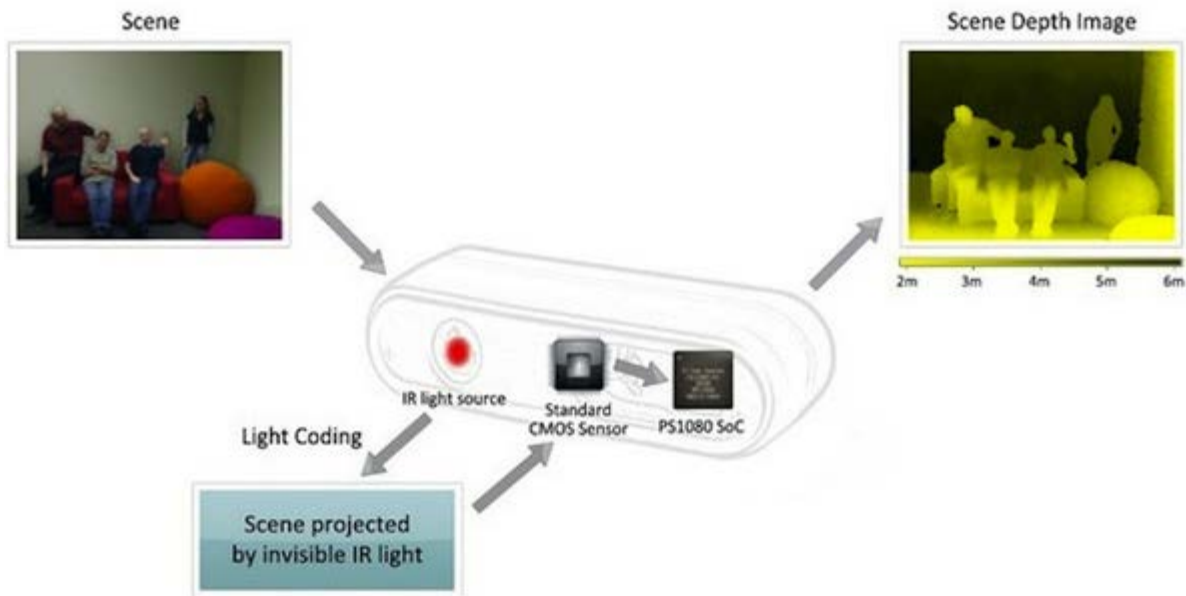 Scene
Scene Depth Image
2m 3m 4m 5m 6m
IR light source
Standard
CMOS Sensor
PS1080 SoC
Light Coding
Scene projected
by invisible IR light